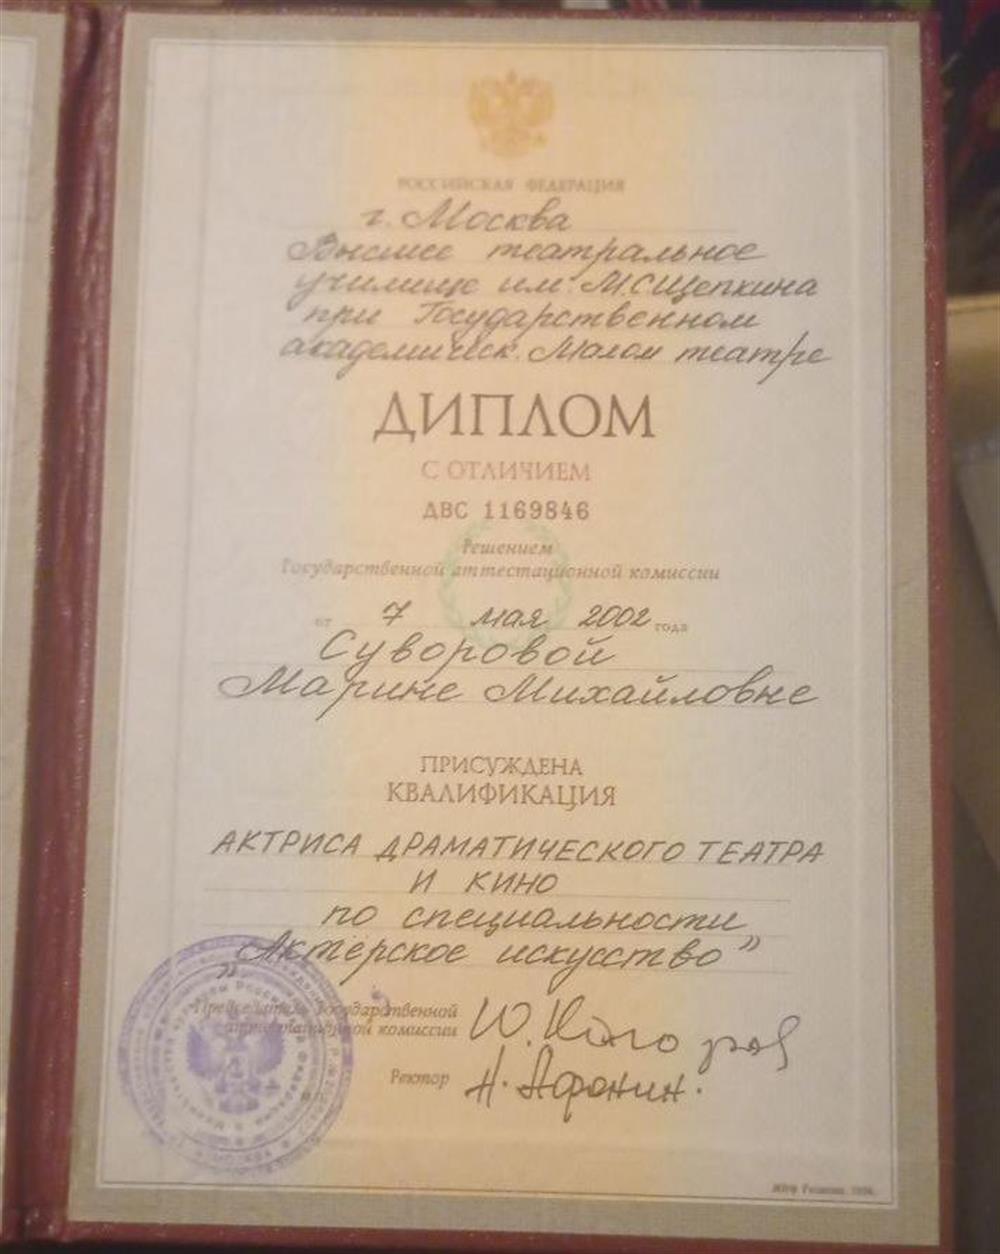 РОССИЙСКАЯ ФЕДЕРАЦИЯ
г. Москва
Высшее театральное
училище им. М.С.Щепкина
при Государственном
академическ. Малом театре
ДИПЛОМ
С ОТЛИЧИЕМ
ДВС 1169846
Решением
Государственной аттестационной комиссии
от 7 мая 2002 года
Суворовой
Марине Михайловне
ПРИСУЖДЕНА
КВАЛИФИКАЦИЯ
АКТРИСА ДРАМАТИЧЕСКОГО ТЕАТРА
И КИНО
по специальности
„Актёрское искусство”
Председатель Государственной
аттестационной комиссии
Ректор Н. Афонин.